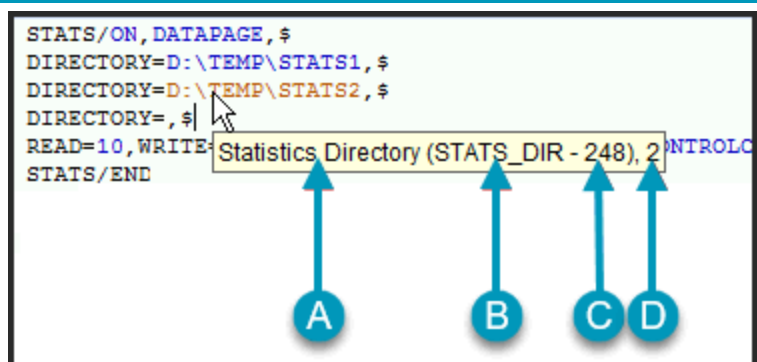 STATS/ON,DATAPAGE,$
DIRECTORY=D:\TEMP\STATS1,$
DIRECTORY=D:\TEMP\STATS2,$
DIRECTORY=,$
READ=10,WRITE= NTROLC
Statistics Directory (STATS_DIR - 248), 2
STATS/END
A B C D